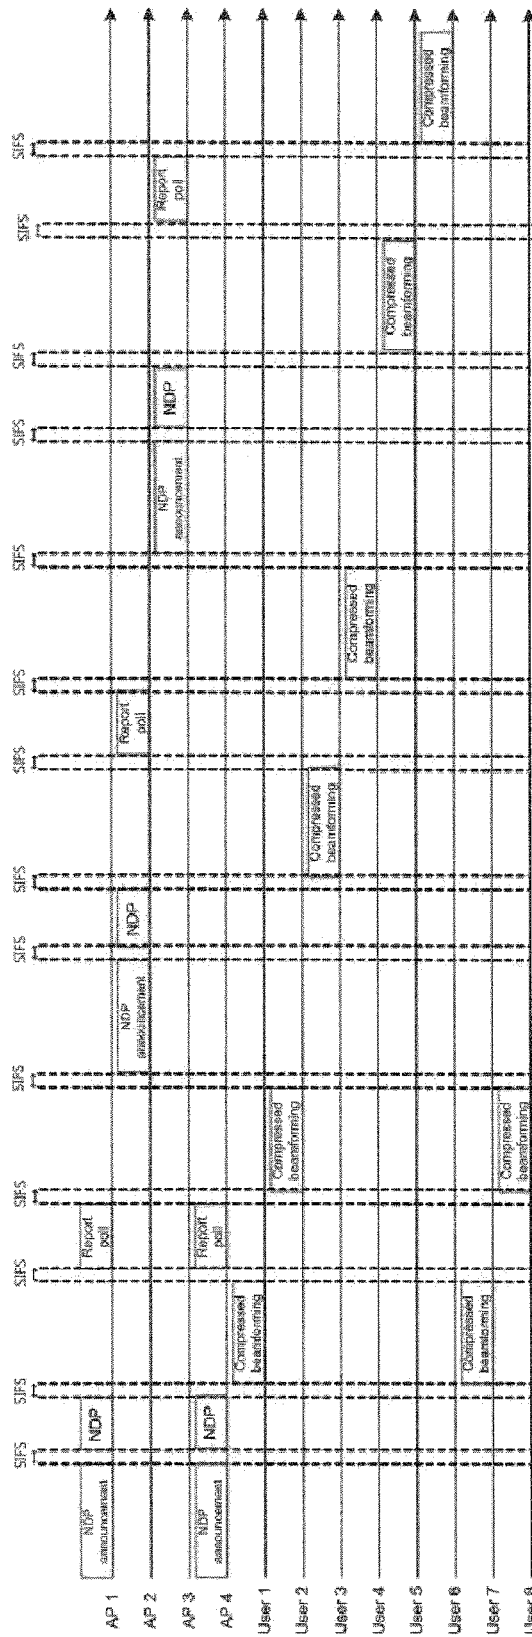 SIFS SIFS SIFS SIFS SIFS SIFS SIFS SIFS SIFS SIFS SIFS SIFS SIFS SIFS
AP 1
NDP
announcement
NDP
Report
poll
AP 2
NDP
announcement
NDP
Report
poll
AP 3
NDP
announcement
NDP
Report
poll
AP 4
NDP
announcement
NDP
Report
poll
User 1
Compressed
beamforming
User 2
Compressed
beamforming
User 3
Compressed
beamforming
User 4
Compressed
beamforming
User 5
Compressed
beamforming
User 6
Compressed
beamforming
User 7
Compressed
beamforming
User 8
Compressed
beamforming